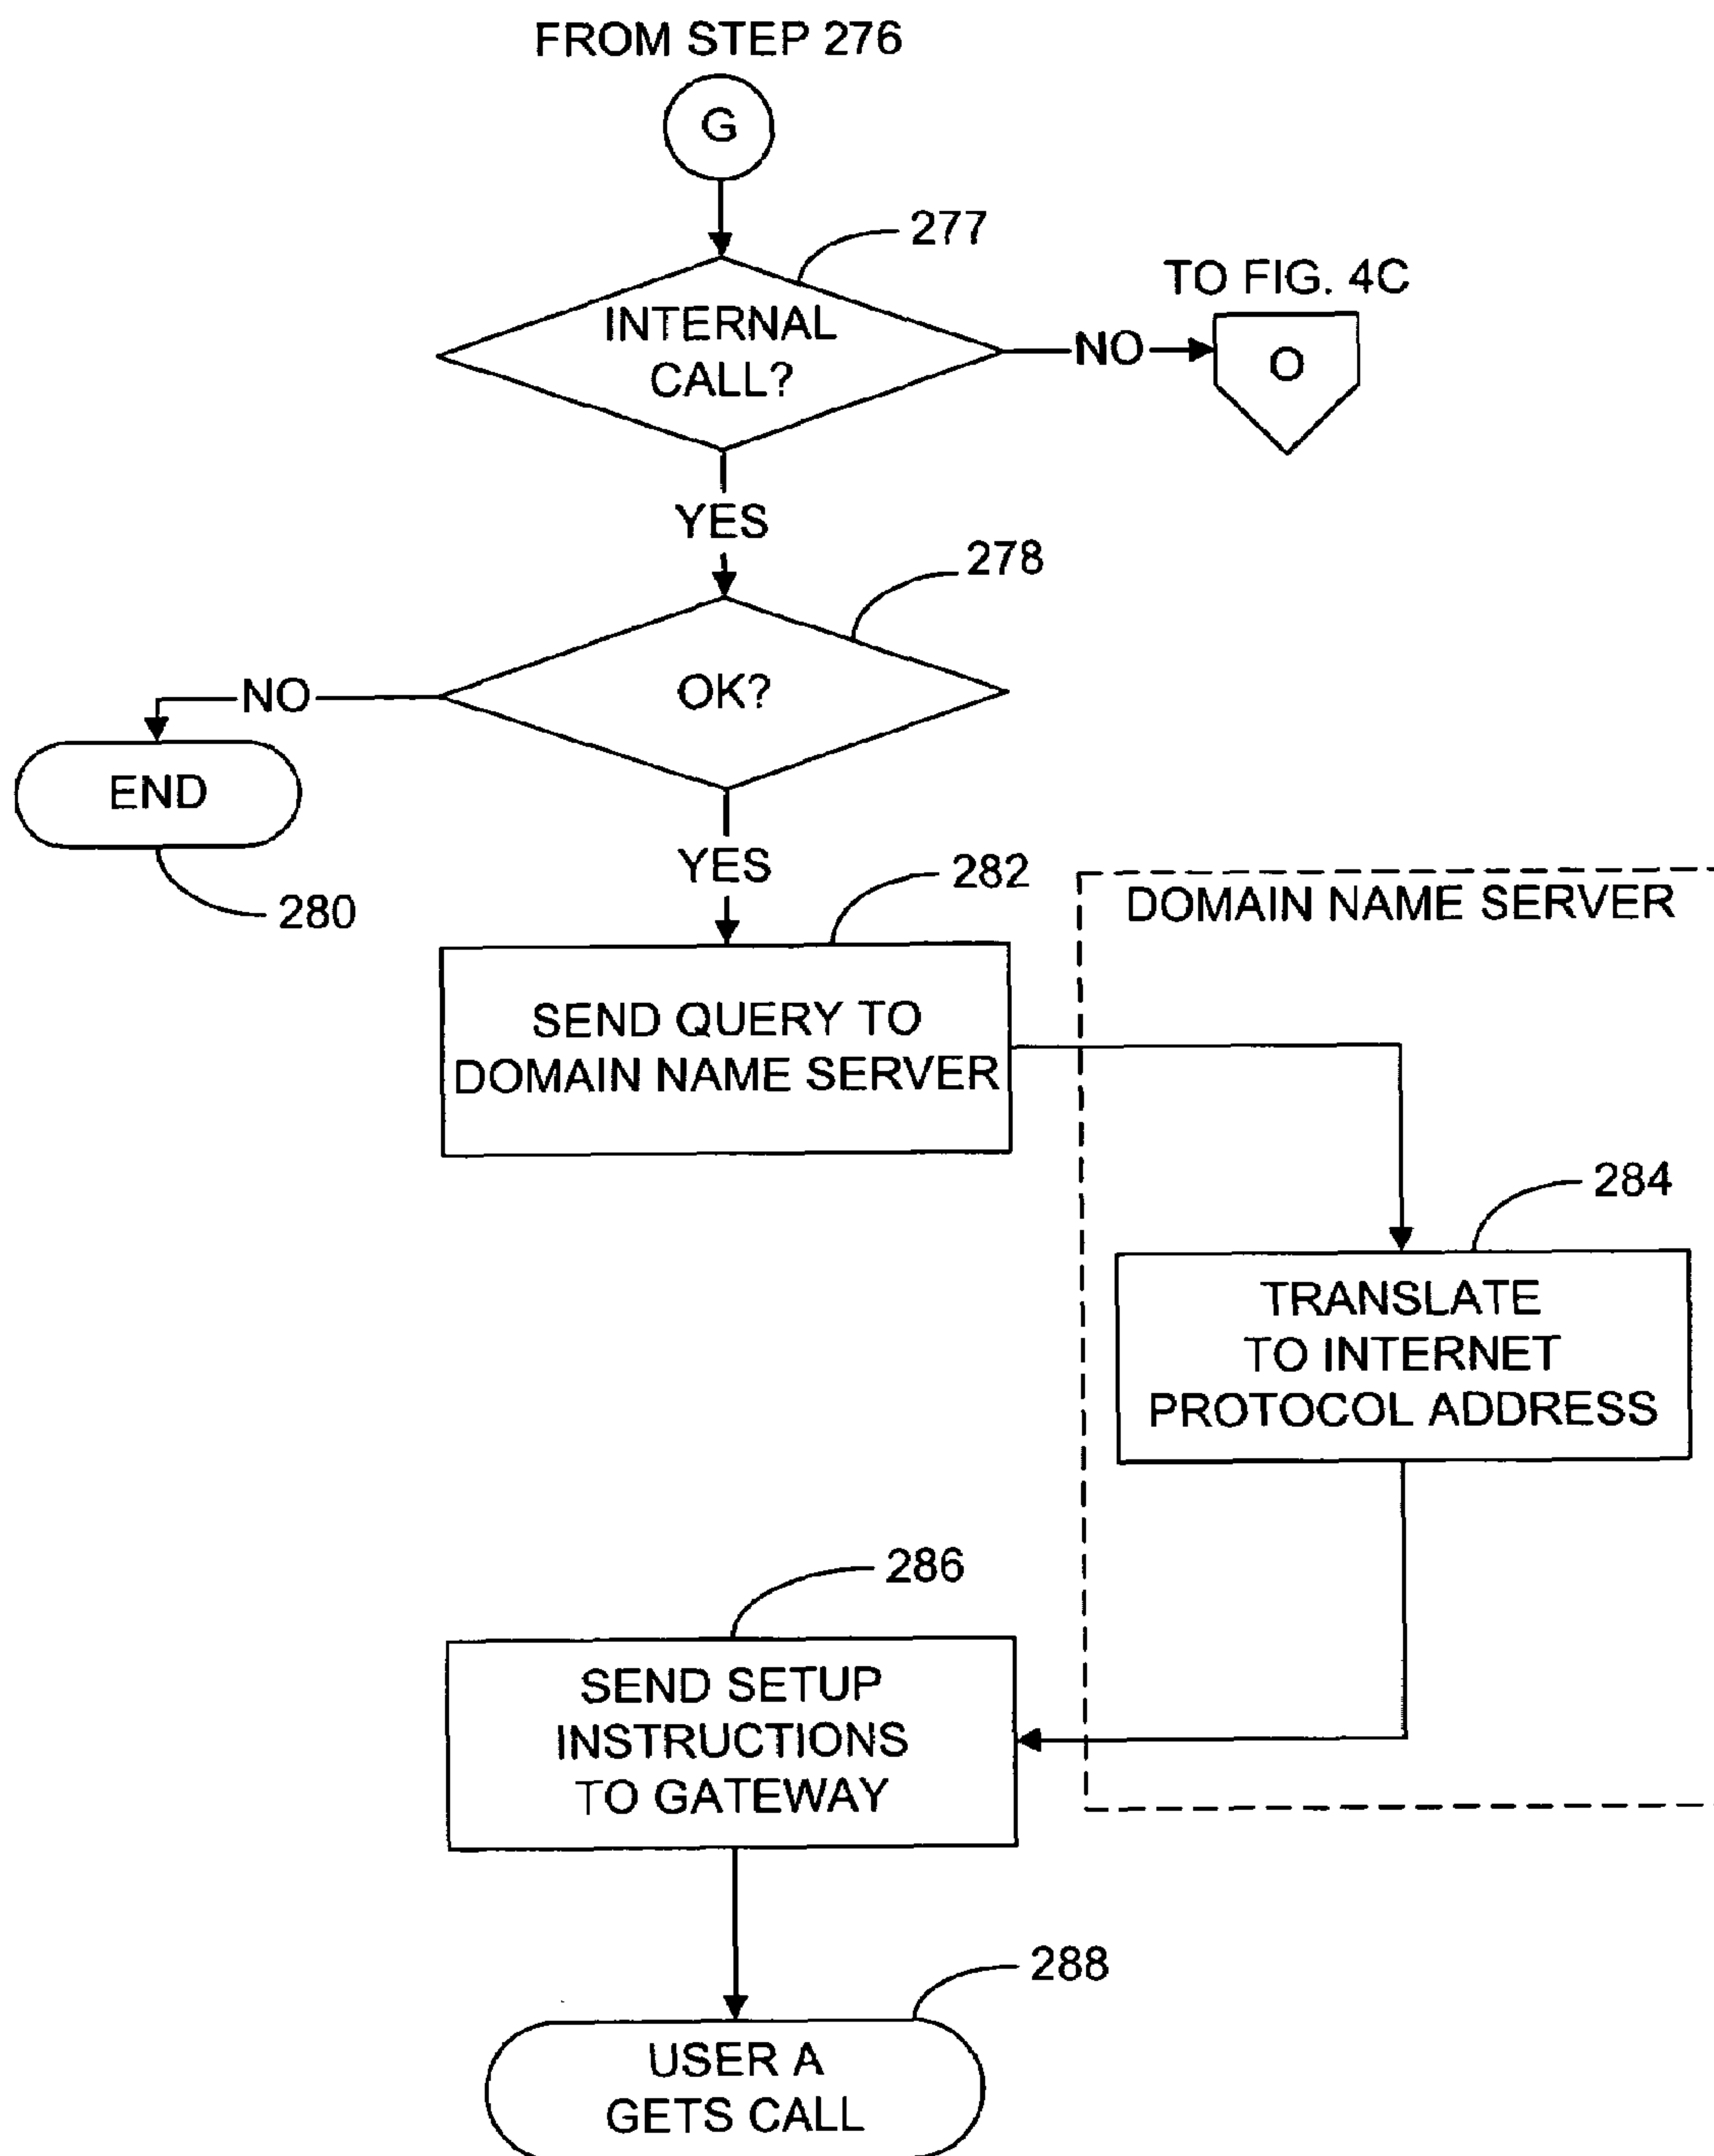 FROM STEP 276
G
277
INTERNAL
CALL?
NO
TO FIG. 4C
O
YES
278
OK?
NO
END
280
YES
282
SEND QUERY TO
DOMAIN NAME SERVER
DOMAIN NAME SERVER
284
TRANSLATE
TO INTERNET
PROTOCOL ADDRESS
286
SEND SETUP
INSTRUCTIONS
TO GATEWAY
288
USER A
GETS CALL